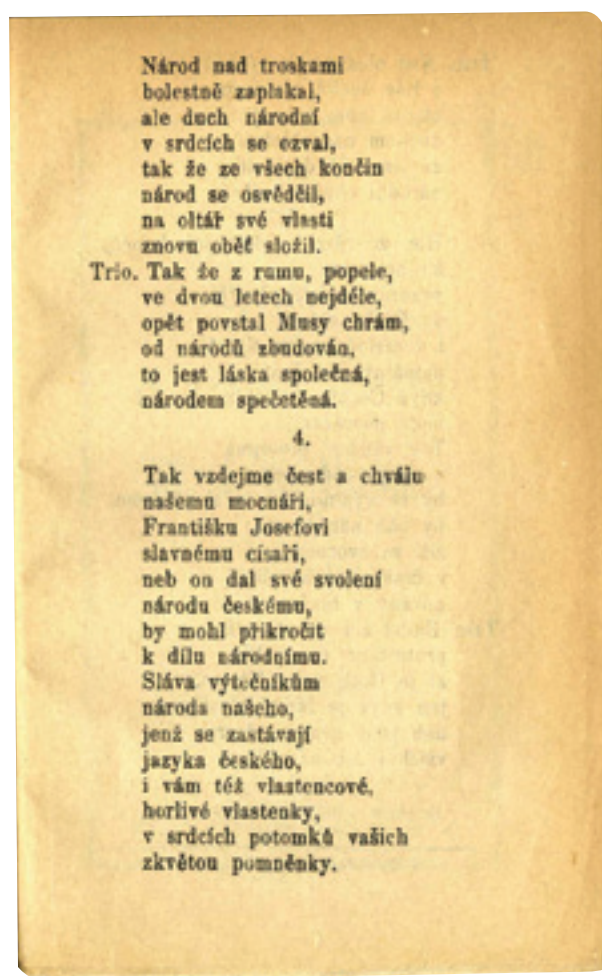 Národ nad troskami
bolestně zaplakal,
ale duch národní
v srdcích se ozval,
tak že ze všech končin
národ se osvědčil,
na oltář své vlasti
znovu oběť složil.
Trio. Tak že z rumu, popele,
ve dvou letech nejdéle,
opět povstal Musy chrám,
od národů zbudován,
to jest láska společná,
národem spečetěná.
4.
Tak vzdejme čest a chválu
našemu mocnáři,
Františku Josefovi
slavnému císaři,
neb on dal své svolení
národu českému,
by mohl přikročit
k dílu národnímu.
Sláva výtečníkům
národa našeho,
jenž se zastávají
jazyka českého,
i vám též vlastencové,
horlivé vlastenky,
v srdcích potomků vašich
zkvětou pomněnky.